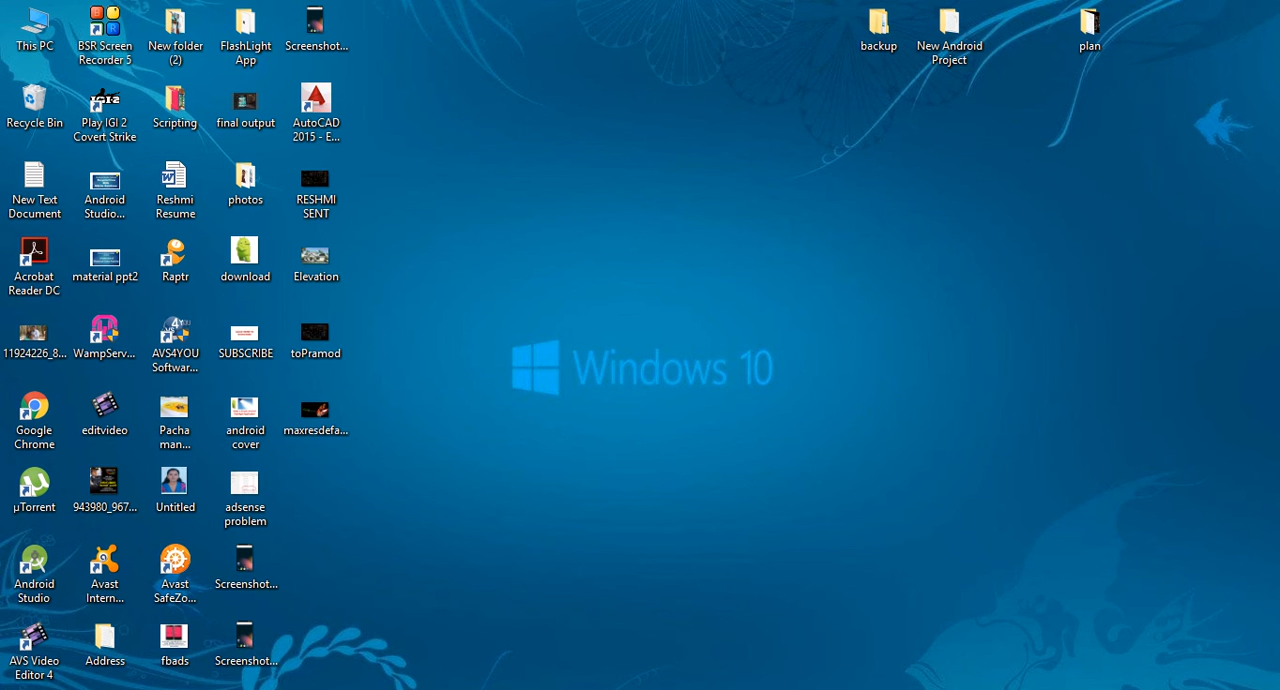 This PC
BSR Screen
Recorder 5
New folder
(2)
FlashLight
App
Screenshot...
backup
New Android
Project
plan
Recycle Bin
Play IGI 2
Covert Strike
Scripting
final output
AutoCAD
2015 - E...
New Text
Document
Android
Studio...
Reshmi
Resume
photos
RESHMI
SENT
Acrobat
Reader DC
material ppt2
Raptr
download
Elevation
11924226_8...
WampServ...
AVS4YOU
Softwar...
SUBSCRIBE
toPramod
Windows 10
Google
Chrome
editvideo
Pacha
man...
android
cover
maxresdefa...
µTorrent
943980_967...
Untitled
adsense
problem
Android
Studio
Avast
Intern...
Avast
SafeZo...
Screenshot...
AVS Video
Editor 4
Address
fbads
Screenshot...